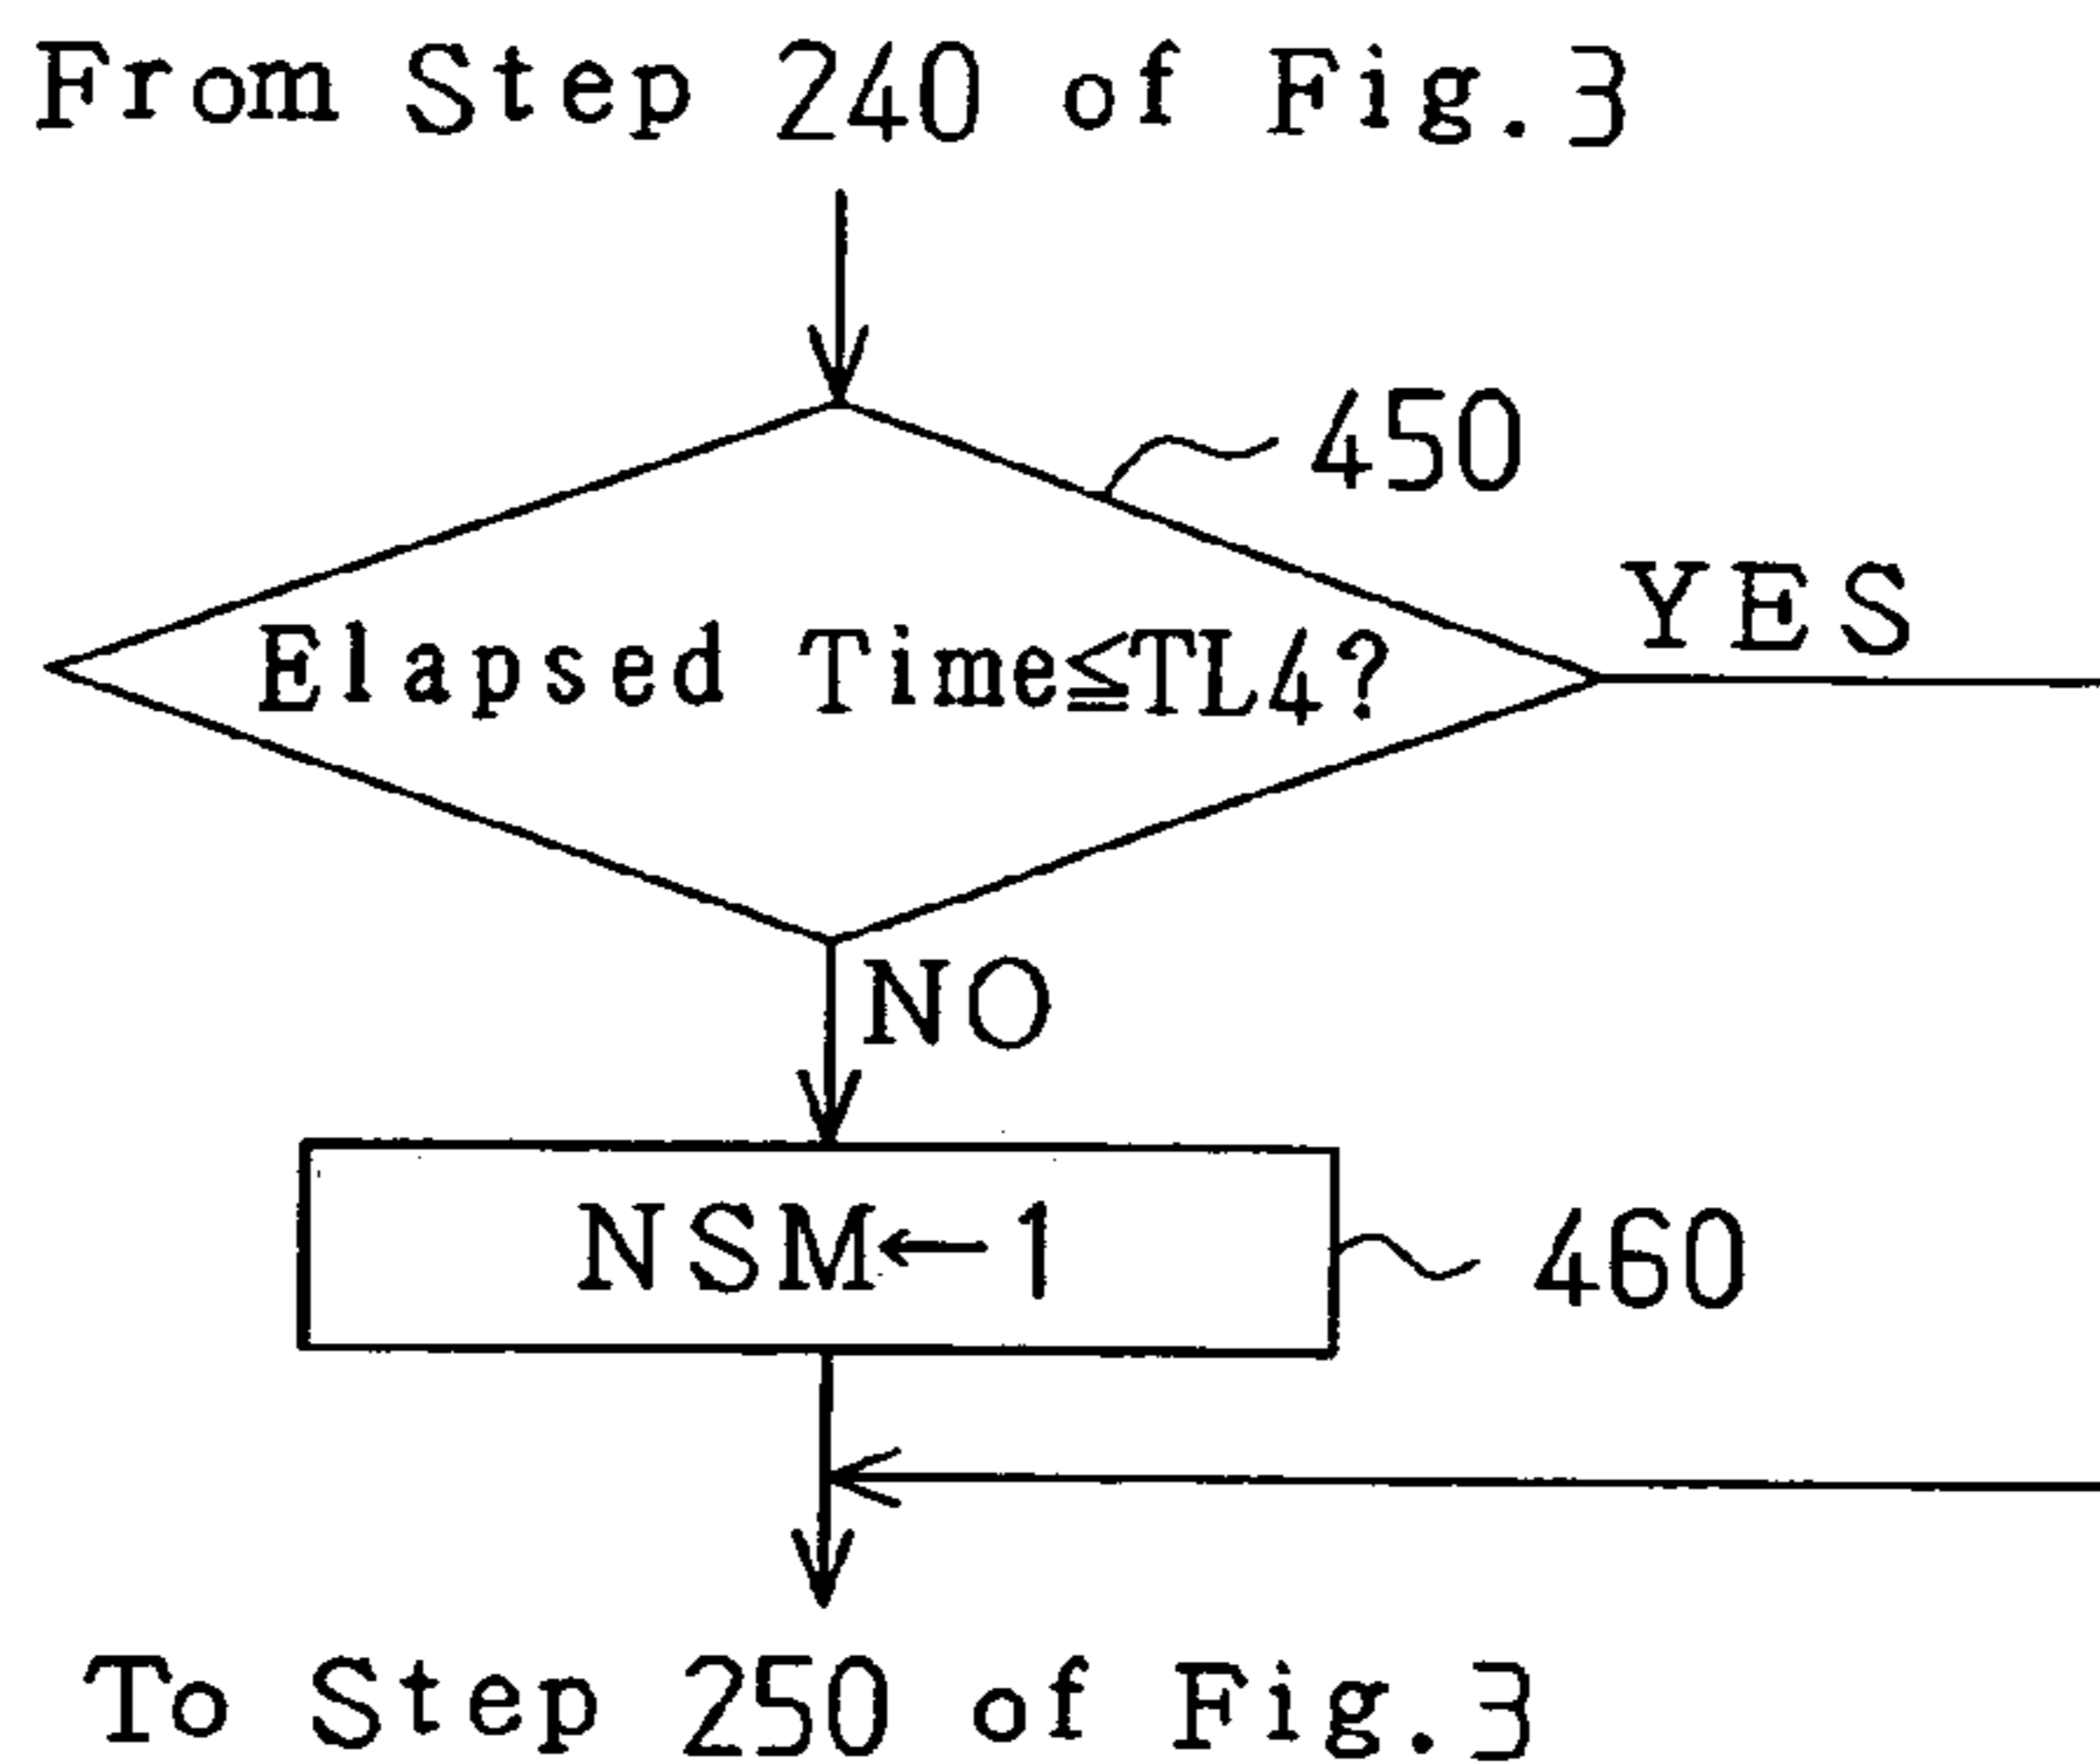 From Step 240 of Fig.3
450
YES
Elapsed Time≦TL4?
NO
NSM←1
460
To Step 250 of Fig.3